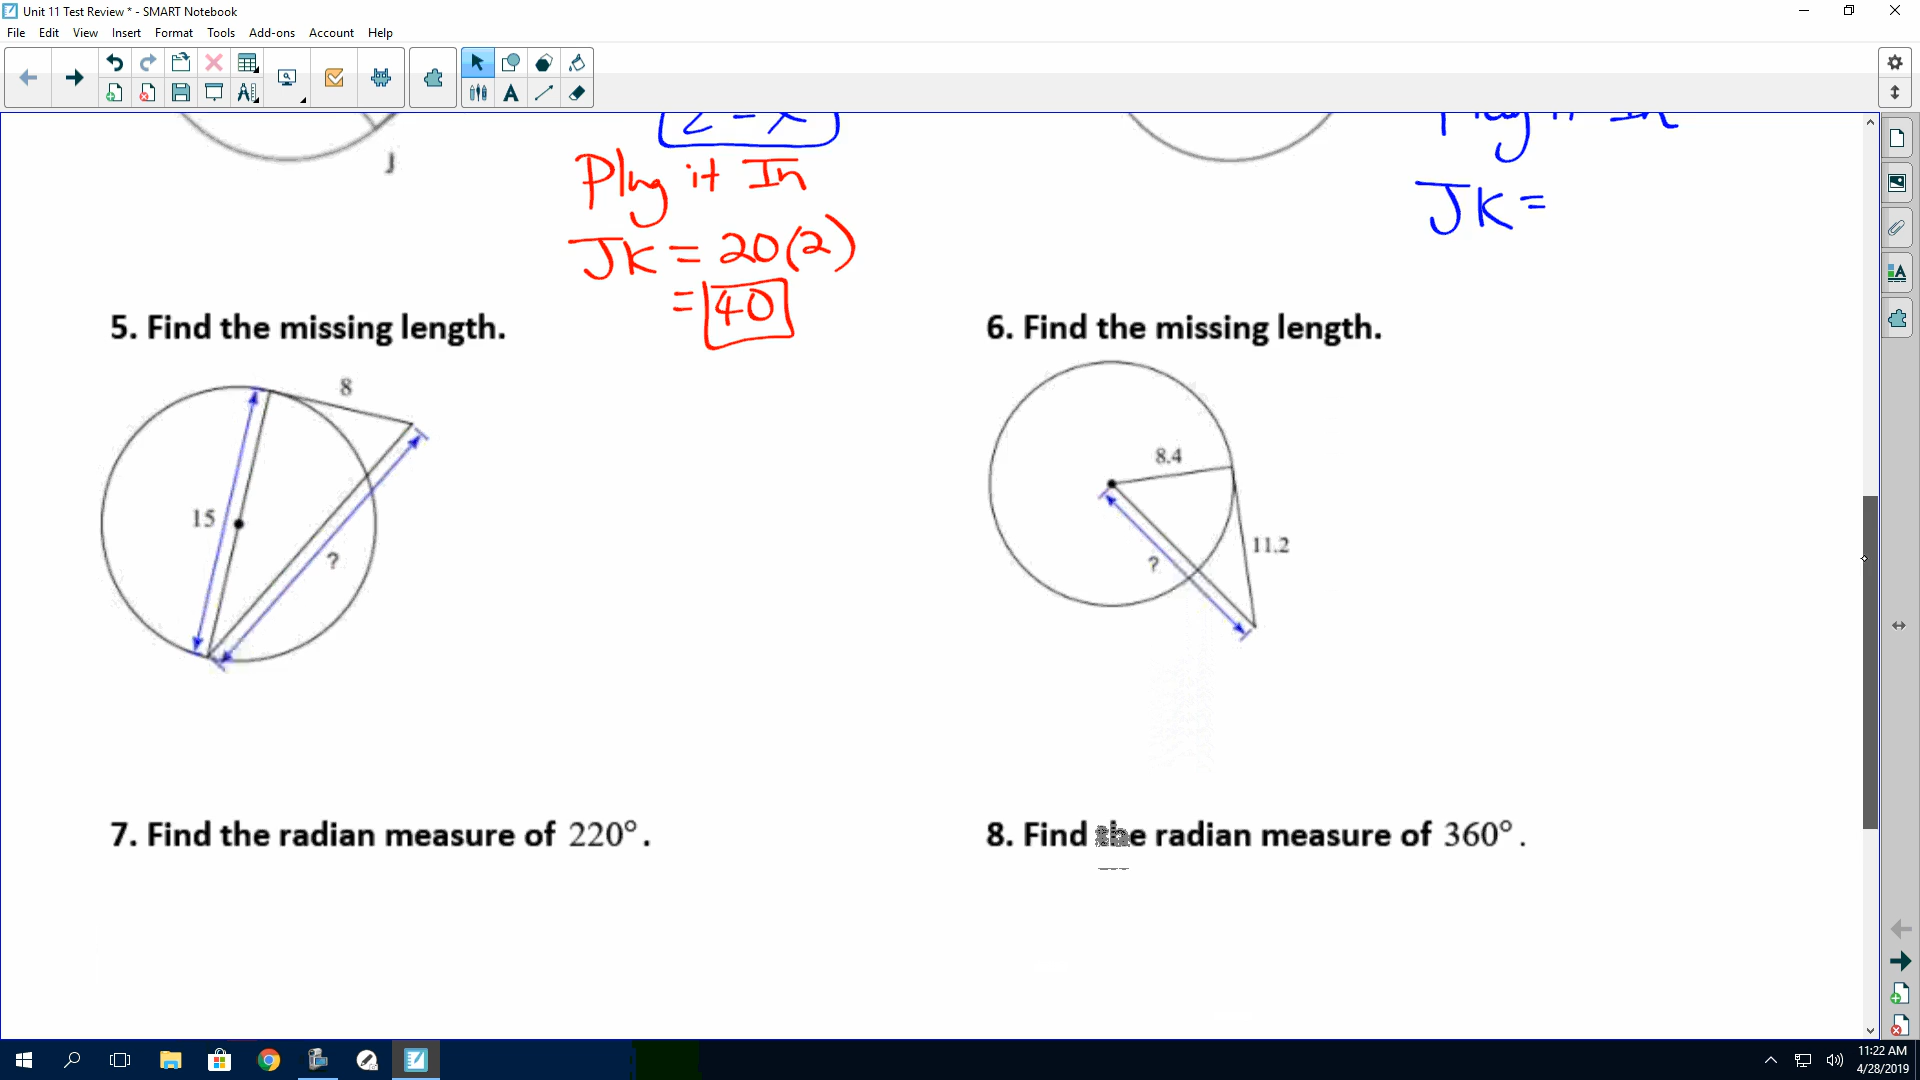 Unit 11 Test Review * - SMART Notebook
File Edit View Insert Format Tools Add-ons Account Help
J
Plug it In
JK = 20(2)
= 40
JK =
5. Find the missing length.
8
15
?
6. Find the missing length.
8.4
11.2
?
7. Find the radian measure of 220°.
8. Find the radian measure of 360°.
11:22 AM
4/28/2019